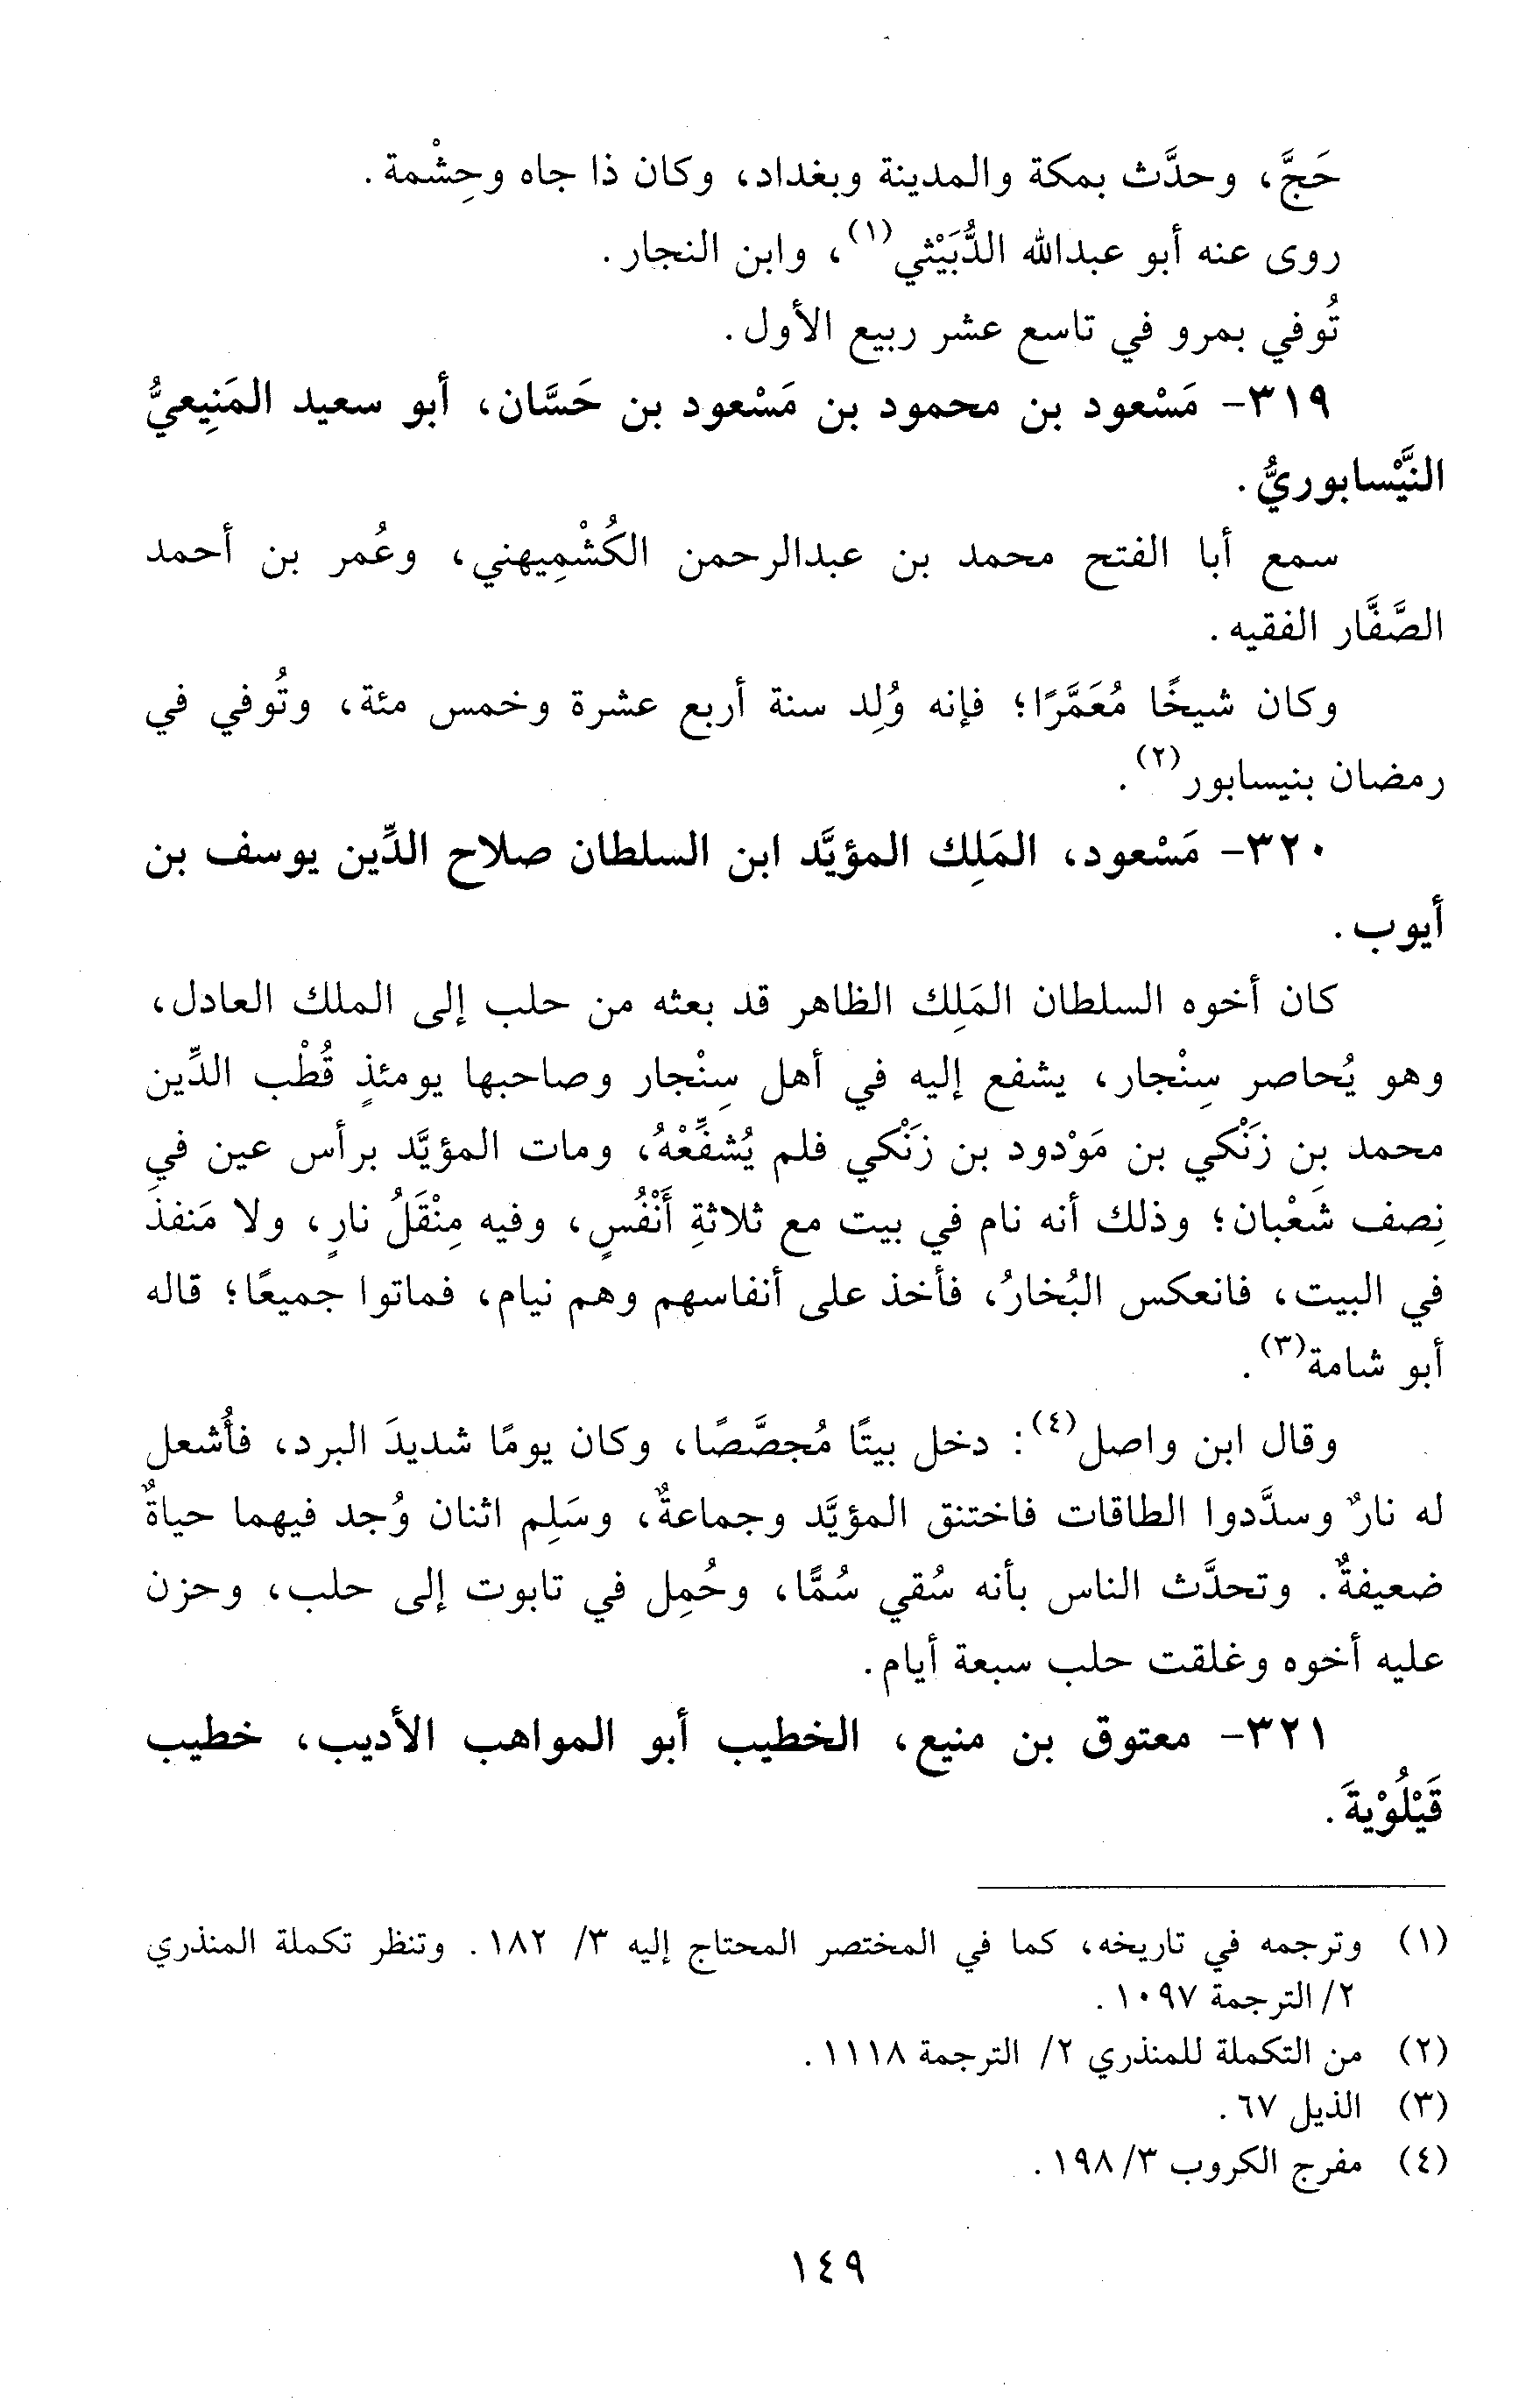 حَجَّ، وحدَّث بمكة والمدينة وبغداد، وكان ذا جاه وحِشْمة.
روى عنه أبو عبدالله الدُّبَيْثي(١)، وابن النجار.
تُوفي بمرو في تاسع عشر ربيع الأول.
٣١٩- مَسْعود بن محمود بن مَسْعود بن حَسَّان، أبو سعيد المَنِيعيُّ
النَّيْسابوريُّ.
سمع أبا الفتح محمد بن عبدالرحمن الكُشْمِيهني، وعُمر بن أحمد
الصَّفَّار الفقيه.
وكان شيخًا مُعَمَّرًا؛ فإنه وُلِد سنة أربع عشرة وخمس مئة، وتُوفي في
رمضان بنيسابور(٢).
٣٢٠- مَسْعود، المَلِك المؤيَّد ابن السلطان صلاح الدِّين يوسف بن
أيوب.
كان أخوه السلطان المَلِك الظاهر قد بعثه من حلب إلى الملك العادل،
وهو يُحاصر سِنْجار، يشفع إليه في أهل سِنْجار وصاحبها يومئذٍ قُطْب الدِّين
محمد بن زَنْكي بن مَوْدود بن زَنْكي فلم يُشفِّعْهُ، ومات المؤيَّد برأس عين في
نِصف شَعْبان؛ وذلك أنه نام في بيت مع ثلاثةِ أَنْفُسٍ، وفيه مِنْقَلُ نارٍ، ولا مَنفذَ
في البيت، فانعكس البُخارُ، فأخذ على أنفاسهم وهم نيام، فماتوا جميعًا؛ قاله
أبو شامة(٣).
وقال ابن واصل(٤): دخل بيتًا مُجصَّصًا، وكان يومًا شديدَ البرد، فأُشعل
له نارٌ وسدَّدوا الطاقات فاختنق المؤيَّد وجماعةٌ، وسَلِم اثنان وُجد فيهما حياةٌ
ضعيفةٌ. وتحدَّث الناس بأنه سُقي سُمًّا، وحُمِل في تابوت إلى حلب، وحزن
عليه أخوه وغلقت حلب سبعة أيام.
٣٢١- معتوق بن منيع، الخطيب أبو المواهب الأديب، خطيب
قَيْلُوْيةَ.
(١) وترجمه في تاريخه، كما في المختصر المحتاج إليه ٣/ ١٨٢. وتنظر تكملة المنذري
٢/ الترجمة ١٠٩٧.
(٢) من التكملة للمنذري ٢/ الترجمة ١١١٨.
(٣) الذيل ٦٧.
(٤) مفرج الكروب ٣/ ١٩٨.
١٤٩